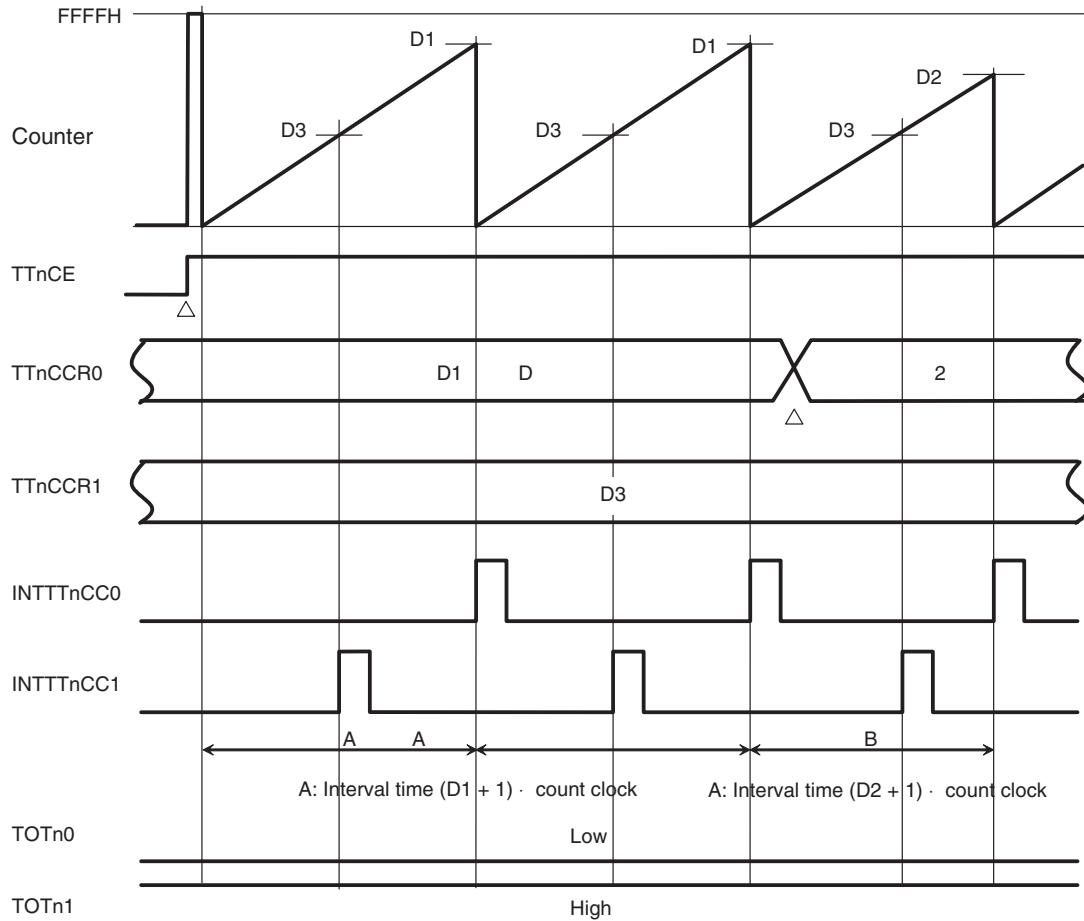 FFFFH
D1 D1
D2
D3 D3 D3
Counter
TTnCE
TTnCCR0 D1 D 2
TTnCCR1 D3
INTTTnCC0
INTTTnCC1
A A B
A: Interval time (D1 + 1) · count clock A: Interval time (D2 + 1) · count clock
TOTn0 Low
TOTn1 High